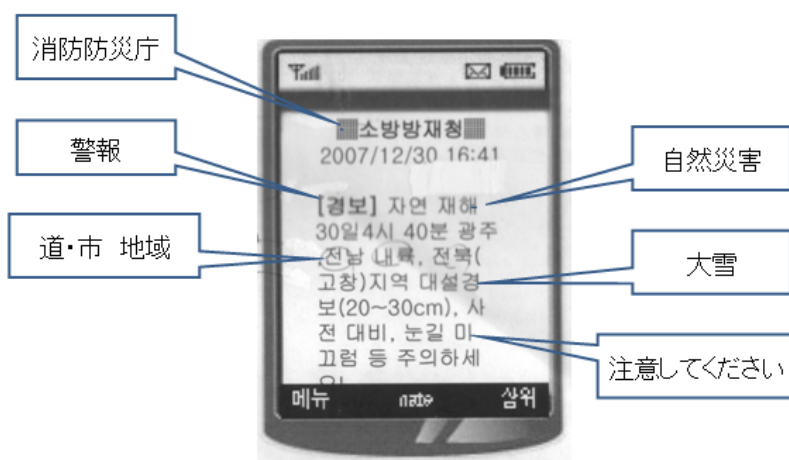 消防防災庁
警報
道・市 地域
自然災害
大雪
注意してください
▦소방방재청▦
2007/12/30 16:41
[경보] 자연 재해
30일4시 40분 광주
,전남 내륙, 전북(
고창)지역 대설경
보(20~30cm), 사
전 대비, 눈길 미
끄럼 등 주의하세
요!
메뉴 nate 상위